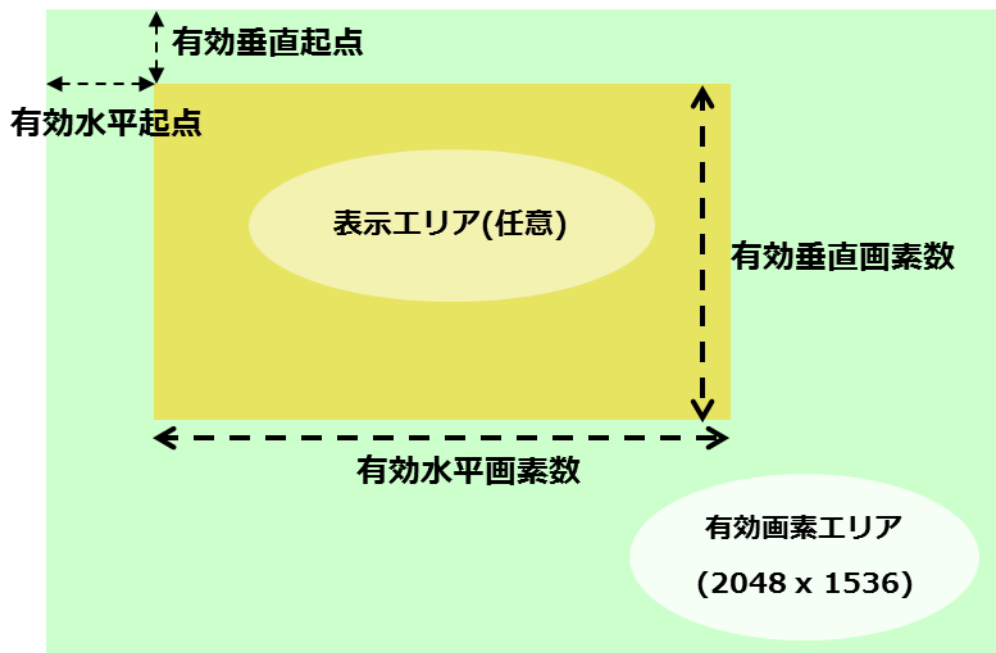 有効垂直起点
有効水平起点
表示エリア(任意)
有効垂直画素数
有効水平画素数
有効画素エリア
(2048 x 1536)